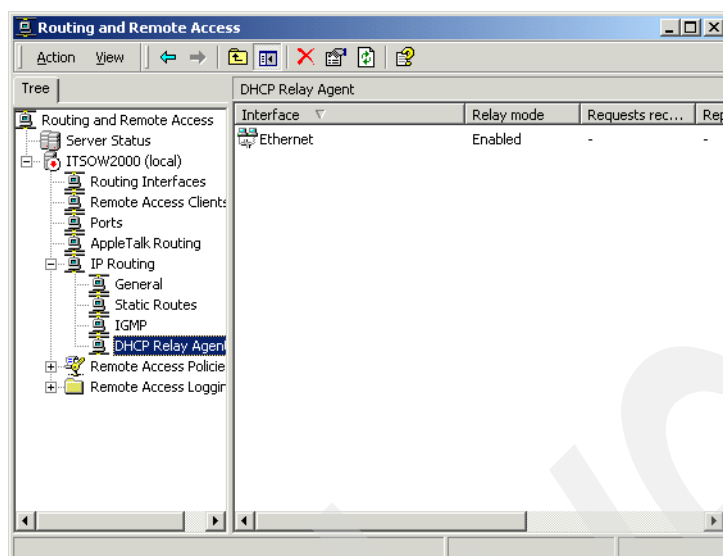 Routing and Remote Access
Action View
Tree
DHCP Relay Agent
Interface Relay mode Requests rec... Rep
Routing and Remote Access
Server Status
ITSOW2000 (local)
Routing Interfaces
Remote Access Clients
Ports
AppleTalk Routing
IP Routing
General
Static Routes
IGMP
DHCP Relay Agen
Remote Access Policie
Remote Access Loggin
Ethernet Enabled - -